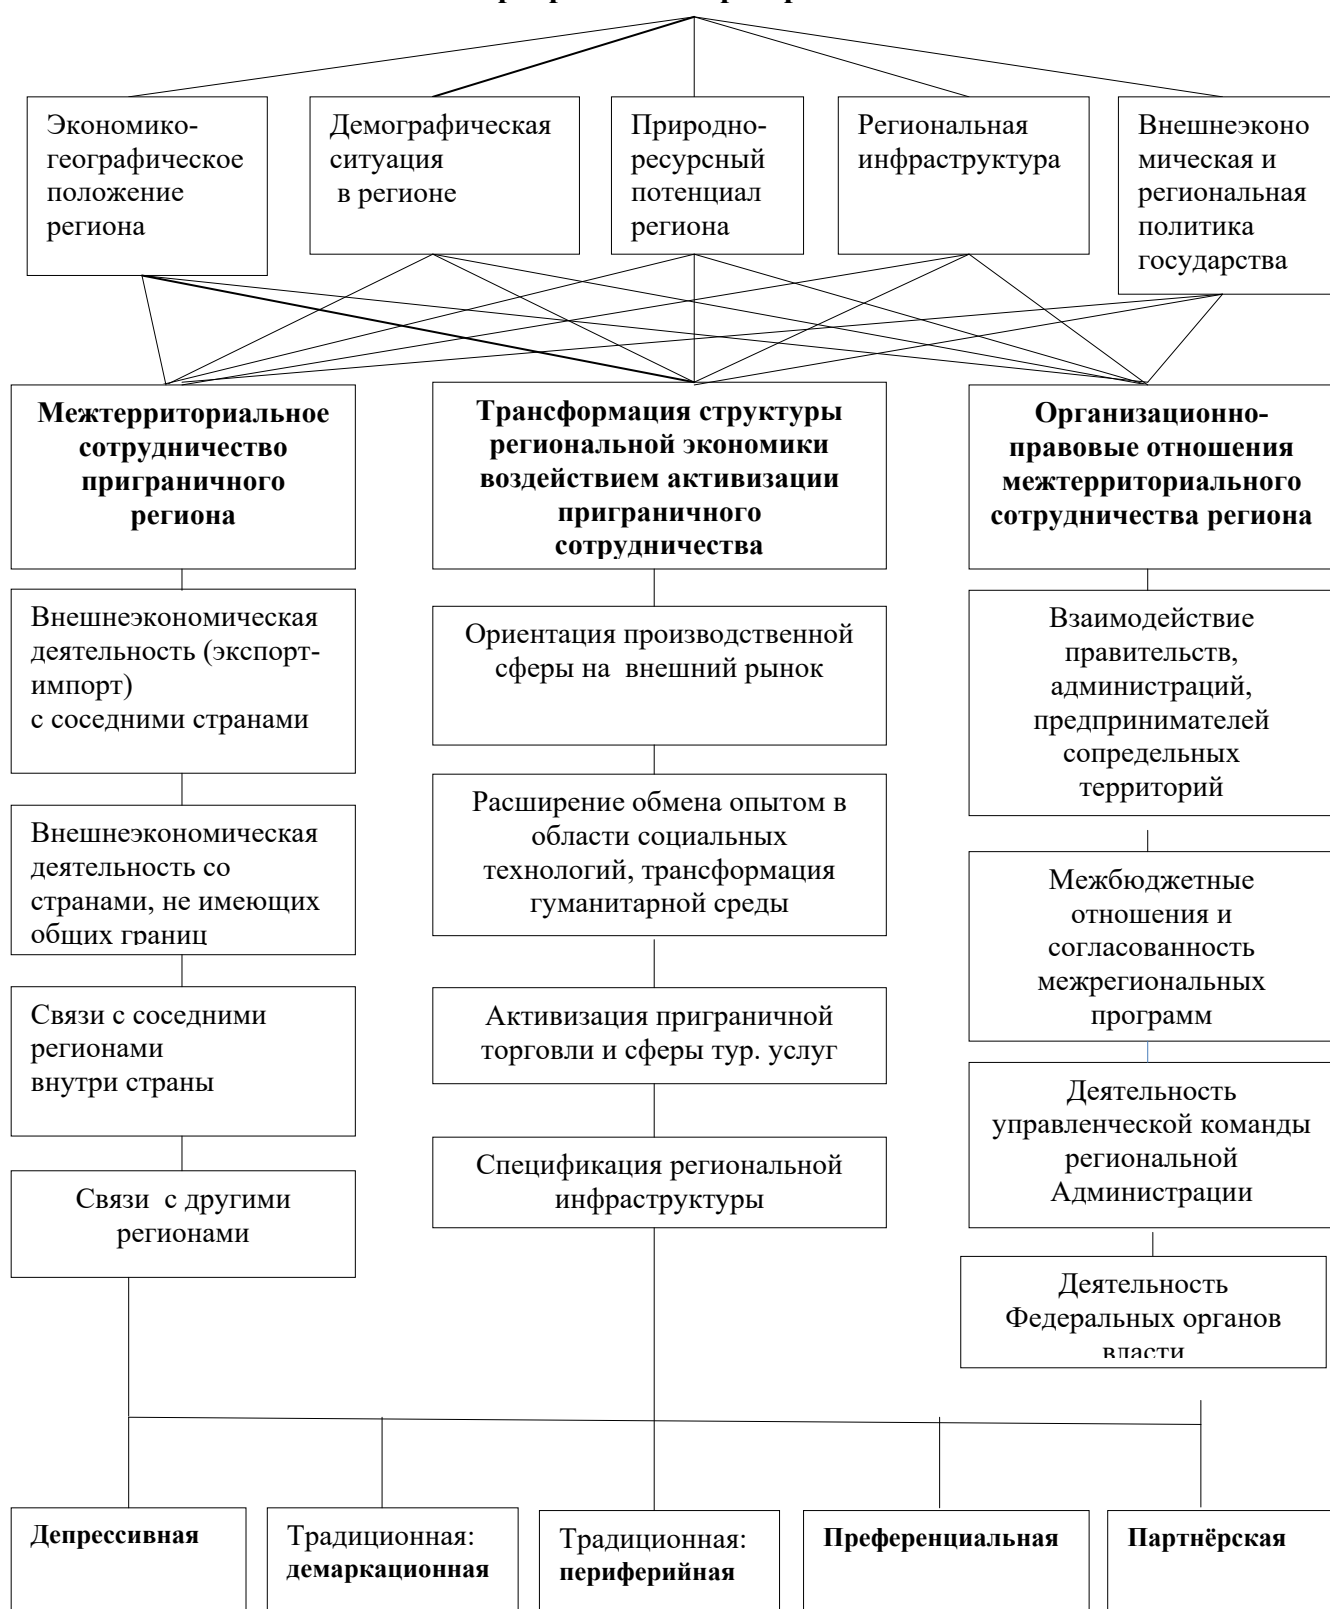 Экономико-
географическое
положение
региона
Демографическая
ситуация
в регионе
Природно-
ресурсный
потенциал
региона
Региональная
инфраструктура
Внешнеэконо
мическая и
региональная
политика
государства
Межтерриториальное
сотрудничество
приграничного
региона
Трансформация структуры
региональной экономики
воздействием активизации
приграничного
сотрудничества
Организационно-
правовые отношения
межтерриториального
сотрудничества региона
Внешнеэкономическая
деятельность (экспорт-
импорт)
с соседними странами
Внешнеэкономическая
деятельность со
странами, не имеющих
общих границ
Связи с соседними
регионами
внутри страны
Связи с другими
регионами
Ориентация производственной
сферы на внешний рынок
Расширение обмена опытом в
области социальных
технологий, трансформация
гуманитарной среды
Активизация приграничной
торговли и сферы тур. услуг
Спецификация региональной
инфраструктуры
Взаимодействие
правительств,
администраций,
предпринимателей
сопредельных
территорий
Межбюджетные
отношения и
согласованность
межрегиональных
программ
Деятельность
управленческой команды
региональной
Администрации
Деятельность
Федеральных органов
власти
Депрессивная
Традиционная:
демаркационная
Традиционная:
периферийная
Преференциальная
Партнёрская